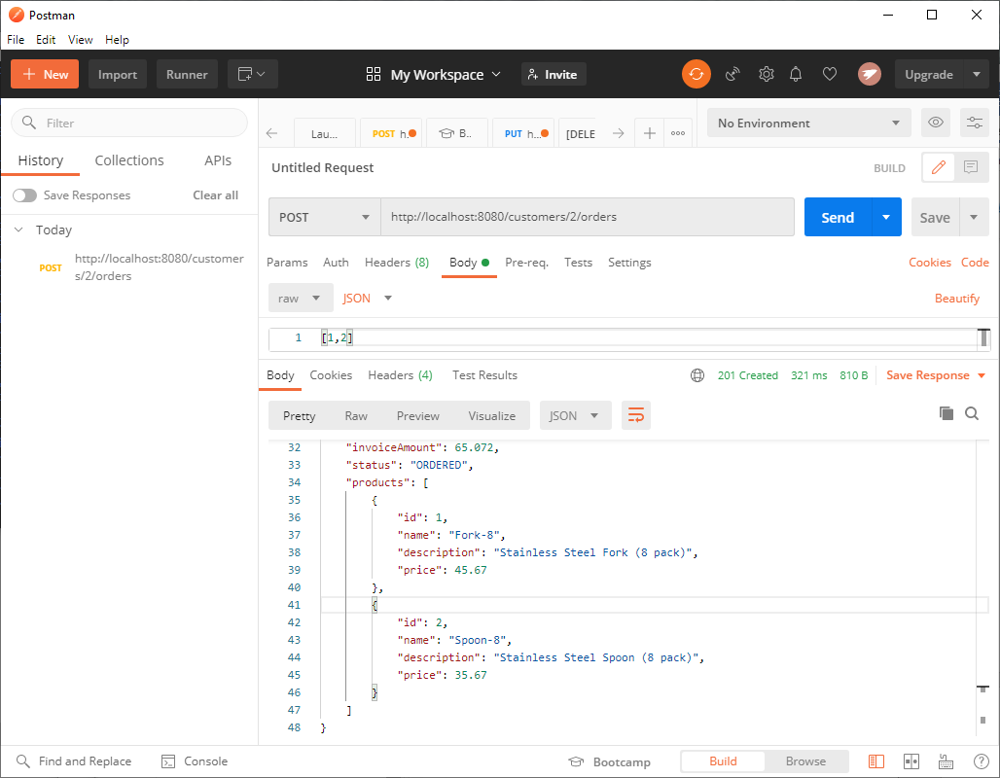 Postman
File Edit View Help
New Import Runner My Workspace Invite Upgrade
Filter
History Collections APIs
Save Responses Clear all
Today
POST http://localhost:8080/customer
s/2/orders
Lau... POST h. B.. PUT h... [DELE ••• No Environment
Untitled Request BUILD
POST http://localhost:8080/customers/2/orders Send Save
Params Auth Headers (8) Body Pre-req. Tests Settings Cookies Code
raw JSON Beautify
1 [1,2]
Body Cookies Headers (4) Test Results 201 Created 321 ms 810 B Save Response
Pretty Raw Preview Visualize JSON
32 "invoiceAmount": 65.072,
33 "status": "ORDERED",
34 "products": [
35 {
36 "id": 1,
37 "name": "Fork-8",
38 "description": "Stainless Steel Fork (8 pack)",
39 "price": 45.67
40 },
41 {
42 "id": 2,
43 "name": "Spoon-8",
44 "description": "Stainless Steel Spoon (8 pack)",
45 "price": 35.67
46 }
47 ]
48 }
Find and Replace Console Bootcamp Build Browse